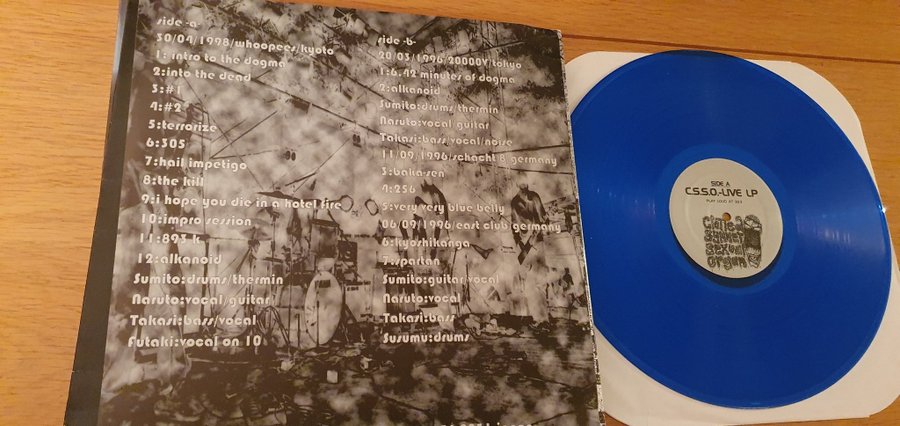 side -a-
30/04/1998/whoopees/kyoto
1: intro to the dogma
2:into the dead
3:#1
4:#2
5:terrorize
6:305
7:hail impetigo
8:the kill
9:i hope you die in a hotel fire
10:impro session
11:893 k
12:alkanoid
Sumito:drums/thermin
Naruto:vocal/guitar
Takasi:bass/vocal
Futaki:vocal on 10
side -b-
20/03/1996/20000V/tokyo
1:6.42 minutes of dogma
2:alkanoid
Sumito:drums/thermin
Naruto:vocal guitar
Takasi:bass/vocal/noise
11/09/1996/schacht 8 germany
3:baka-sen
4:256
5:very very blue belly
06/09/1996/east club germany
6:kyoshikanga
7:spartan
Sumito:guitar/vocal
Naruto:vocal
Takasi:bass
Susumu:drums
SIDE A
C.S.S.O.-LIVE LP
PLAY LOUD AT 33.3
Clotted
Symmetric
Sexual
Organ